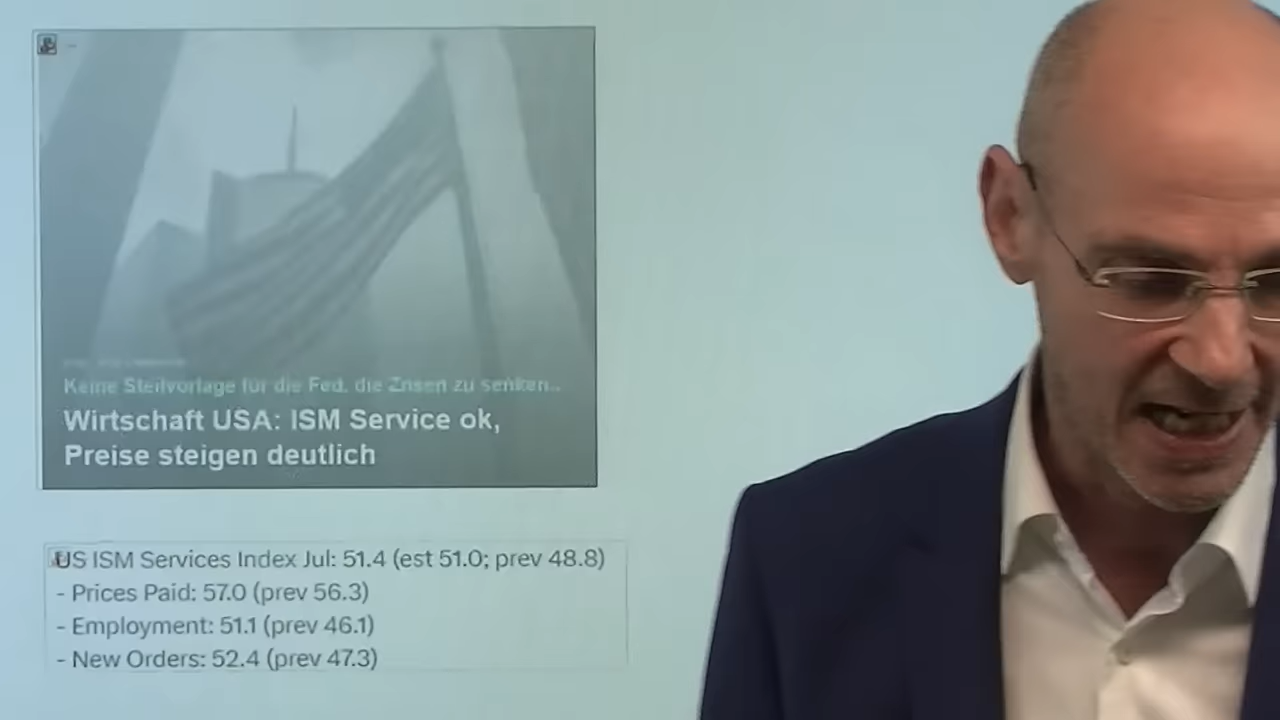 Keine Steilvorlage für die Fed, die Zinsen zu senken...
Wirtschaft USA: ISM Service ok,
Preise steigen deutlich
US ISM Services Index Jul: 51.4 (est 51.0; prev 48.8)
- Prices Paid: 57.0 (prev 56.3)
- Employment: 51.1 (prev 46.1)
- New Orders: 52.4 (prev 47.3)